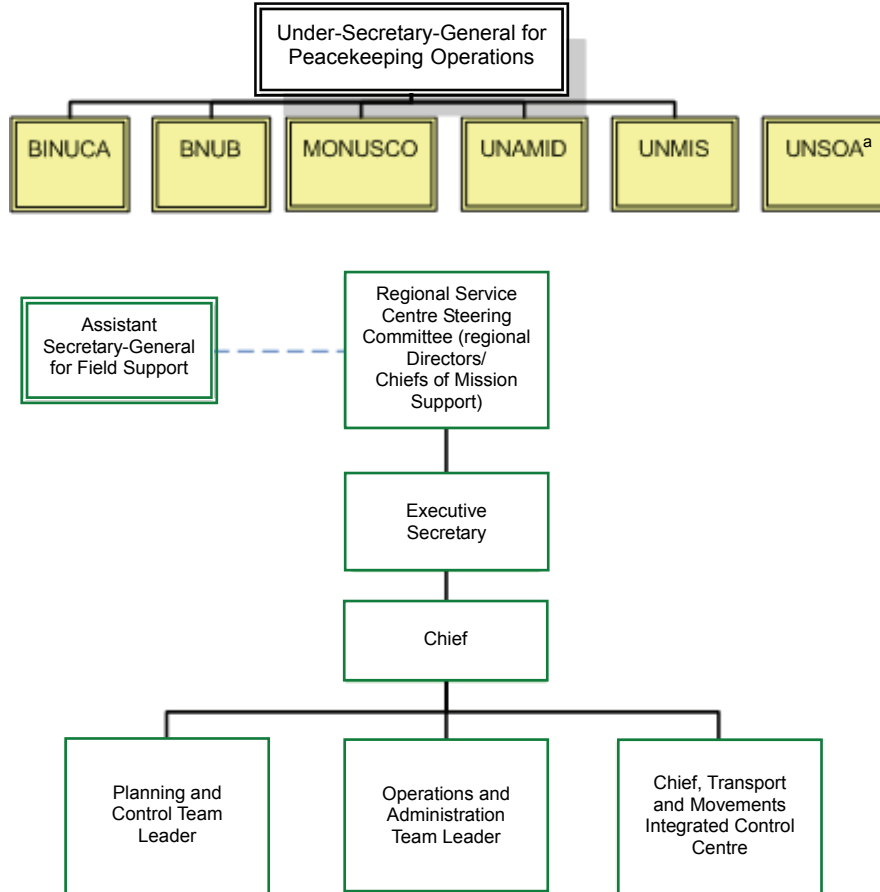 Under-Secretary-General for
Peacekeeping Operations
BINUCA
BNUB
MONUSCO
UNAMID
UNMIS
UNSOAᵃ
Assistant
Secretary-General
for Field Support
Regional Service
Centre Steering
Committee (regional
Directors/
Chiefs of Mission
Support)
Executive
Secretary
Chief
Planning and
Control Team
Leader
Operations and
Administration
Team Leader
Chief, Transport
and Movements
Integrated Control
Centre